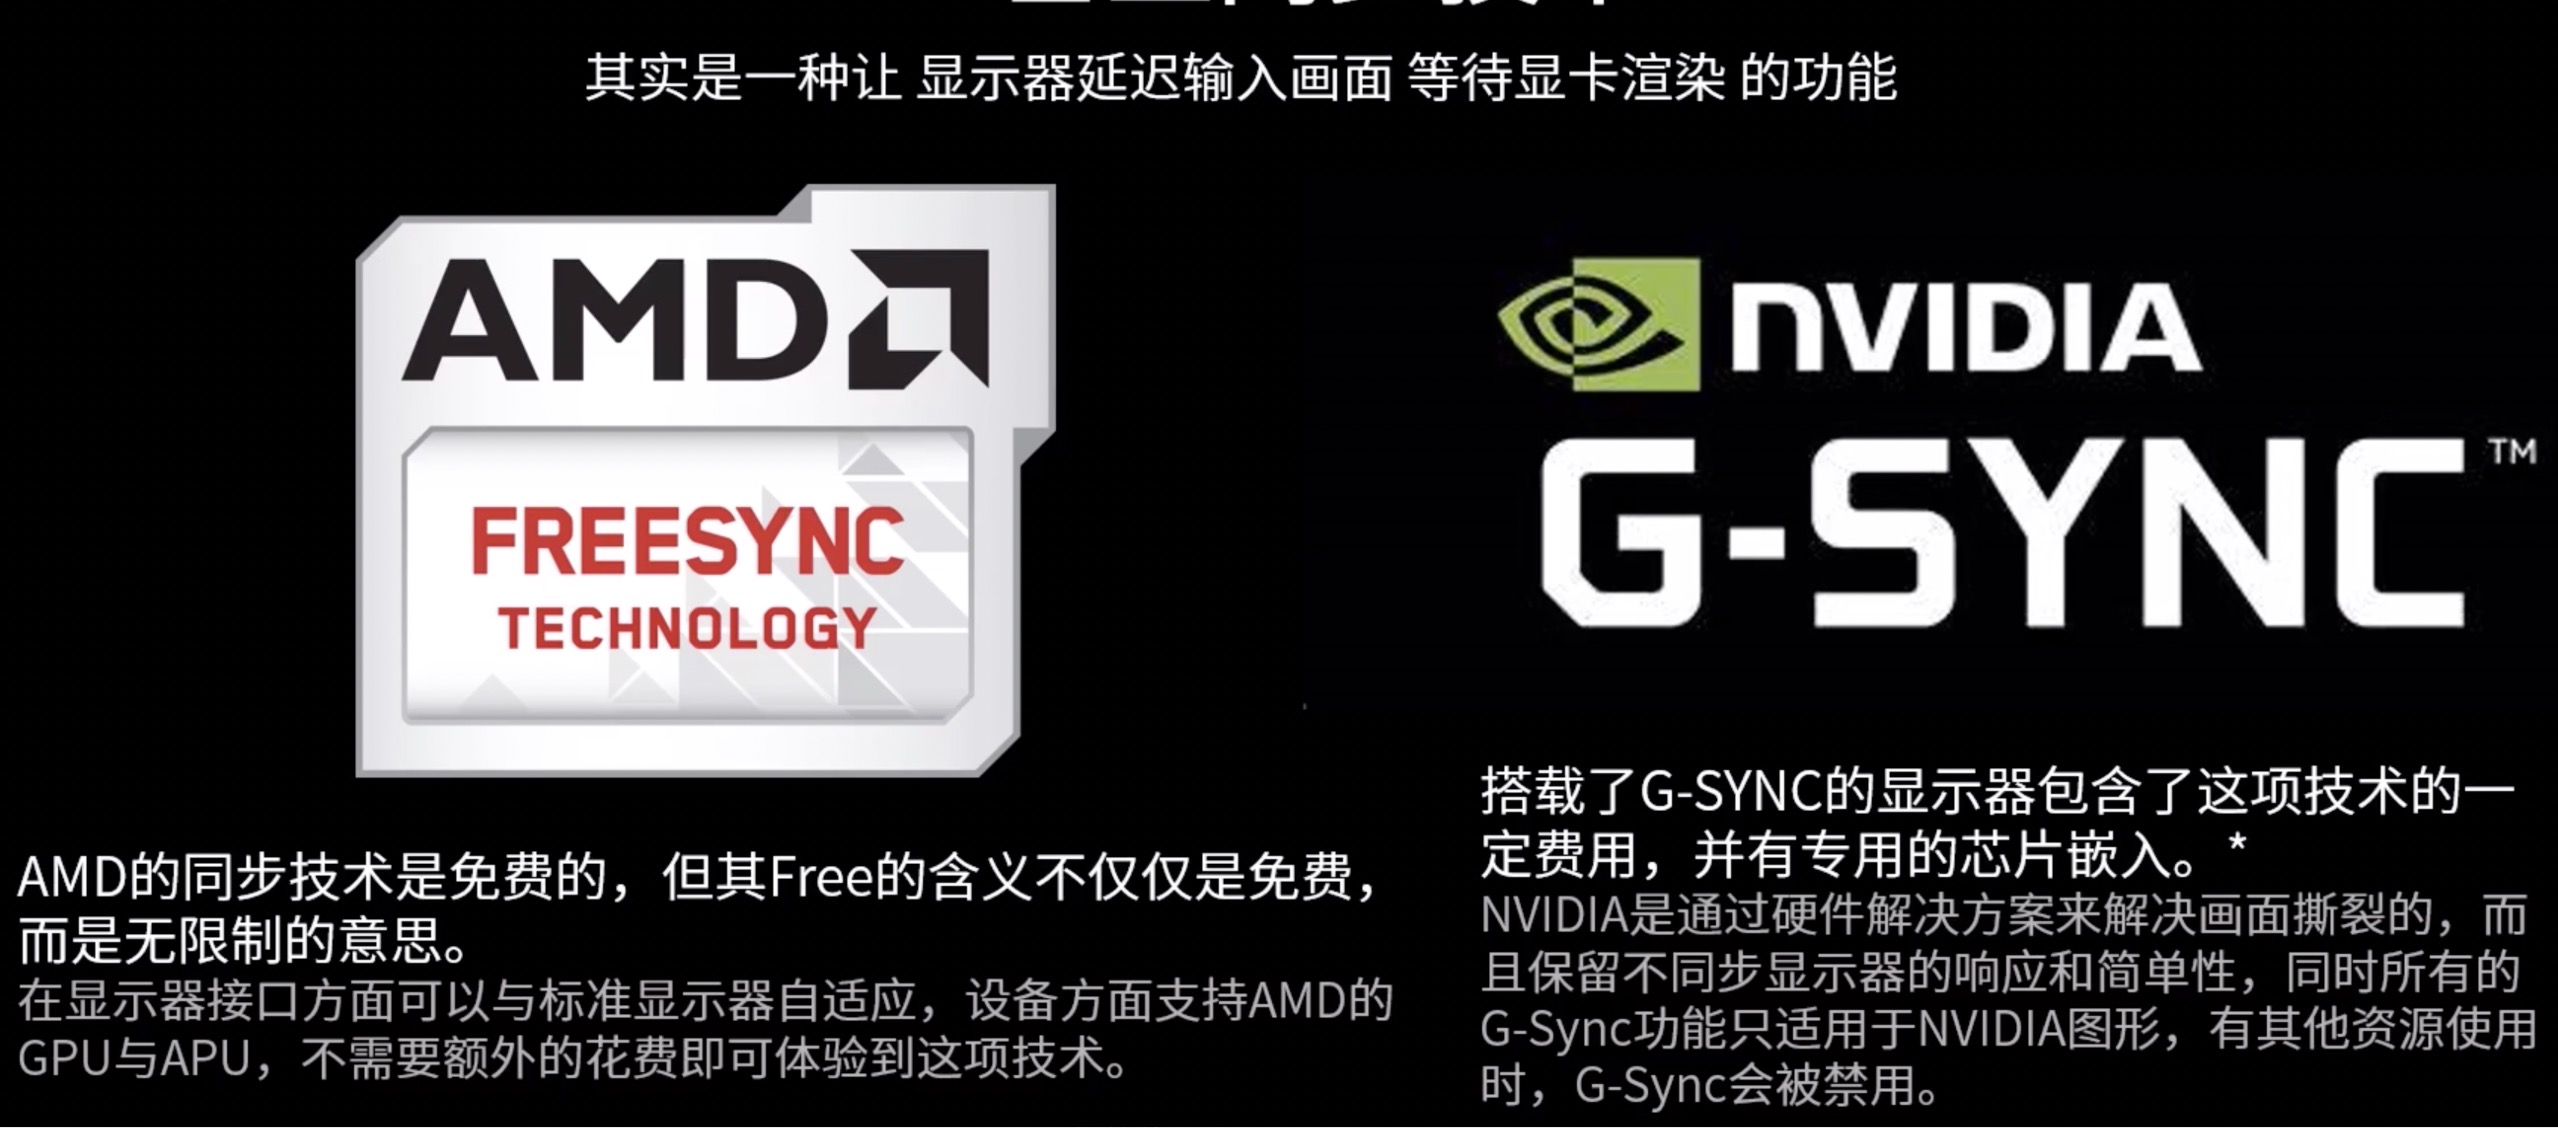 其实是一种让 显示器延迟输入画面 等待显卡渲染 的功能
AMD
FREESYNC
TECHNOLOGY
AMD的同步技术是免费的，但其Free的含义不仅仅是免费，
而是无限制的意思。
在显示器接口方面可以与标准显示器自适应，设备方面支持AMD的
GPU与APU，不需要额外的花费即可体验到这项技术。
NVIDIA
G-SYNC™
搭载了G-SYNC的显示器包含了这项技术的一
定费用，并有专用的芯片嵌入。*
NVIDIA是通过硬件解决方案来解决画面撕裂的，而
且保留不同步显示器的响应和简单性，同时所有的
G-Sync功能只适用于NVIDIA图形，有其他资源使用
时，G-Sync会被禁用。